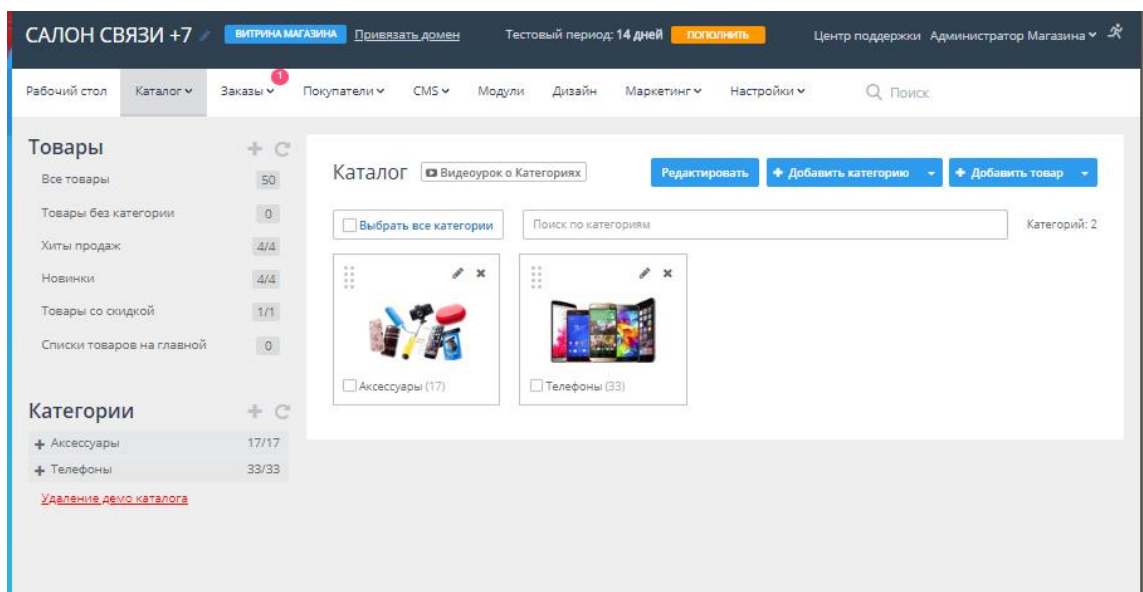 САЛОН СВЯЗИ +7 ВИТРИНА МАГАЗИНА Привязать домен Тестовый период: 14 дней ПОПОЛНИТЬ Центр поддержки Администратор Магазина
Рабочий стол Каталог Заказы 1 Покупатели CMS Модули Дизайн Маркетинг Настройки Поиск
Товары
Все товары 50
Товары без категории 0
Хиты продаж 4/4
Новинки 4/4
Товары со скидкой 1/1
Списки товаров на главной 0
Категории
Аксессуары 17/17
Телефоны 33/33
Удаление демо каталога
Каталог Видеоурок о Категориях Редактировать Добавить категорию Добавить товар
Выбрать все категории Поиск по категориям Категорий: 2
Аксессуары (17) Телефоны (33)